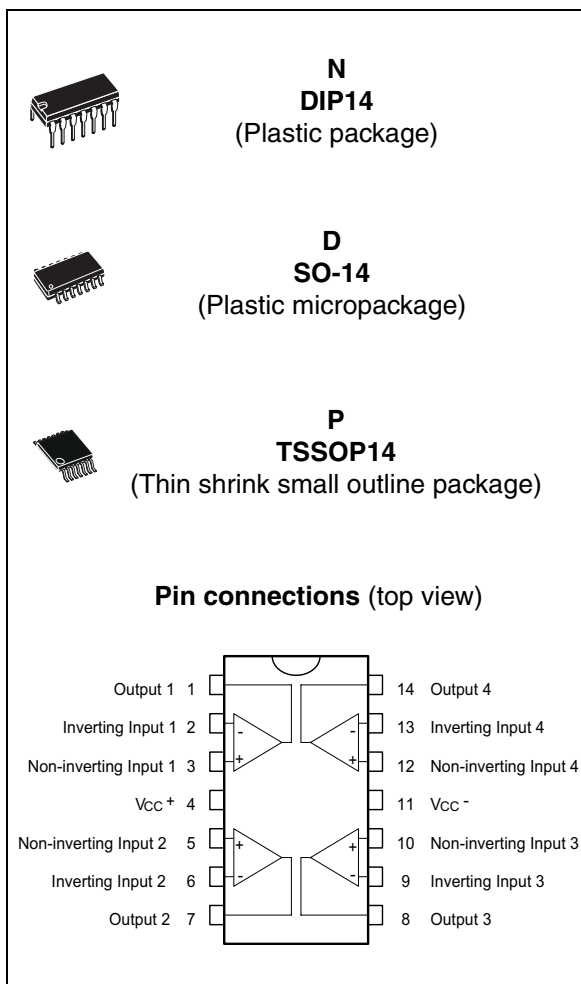 N
DIP14
(Plastic package)
D
SO-14
(Plastic micropackage)
P
TSSOP14
(Thin shrink small outline package)
Pin connections (top view)
Output 1 1 14 Output 4
Inverting Input 1 2 - - 13 Inverting Input 4
Non-inverting Input 1 3 + + 12 Non-inverting Input 4
VCC + 4 11 VCC -
Non-inverting Input 2 5 + + 10 Non-inverting Input 3
Inverting Input 2 6 - - 9 Inverting Input 3
Output 2 7 8 Output 3